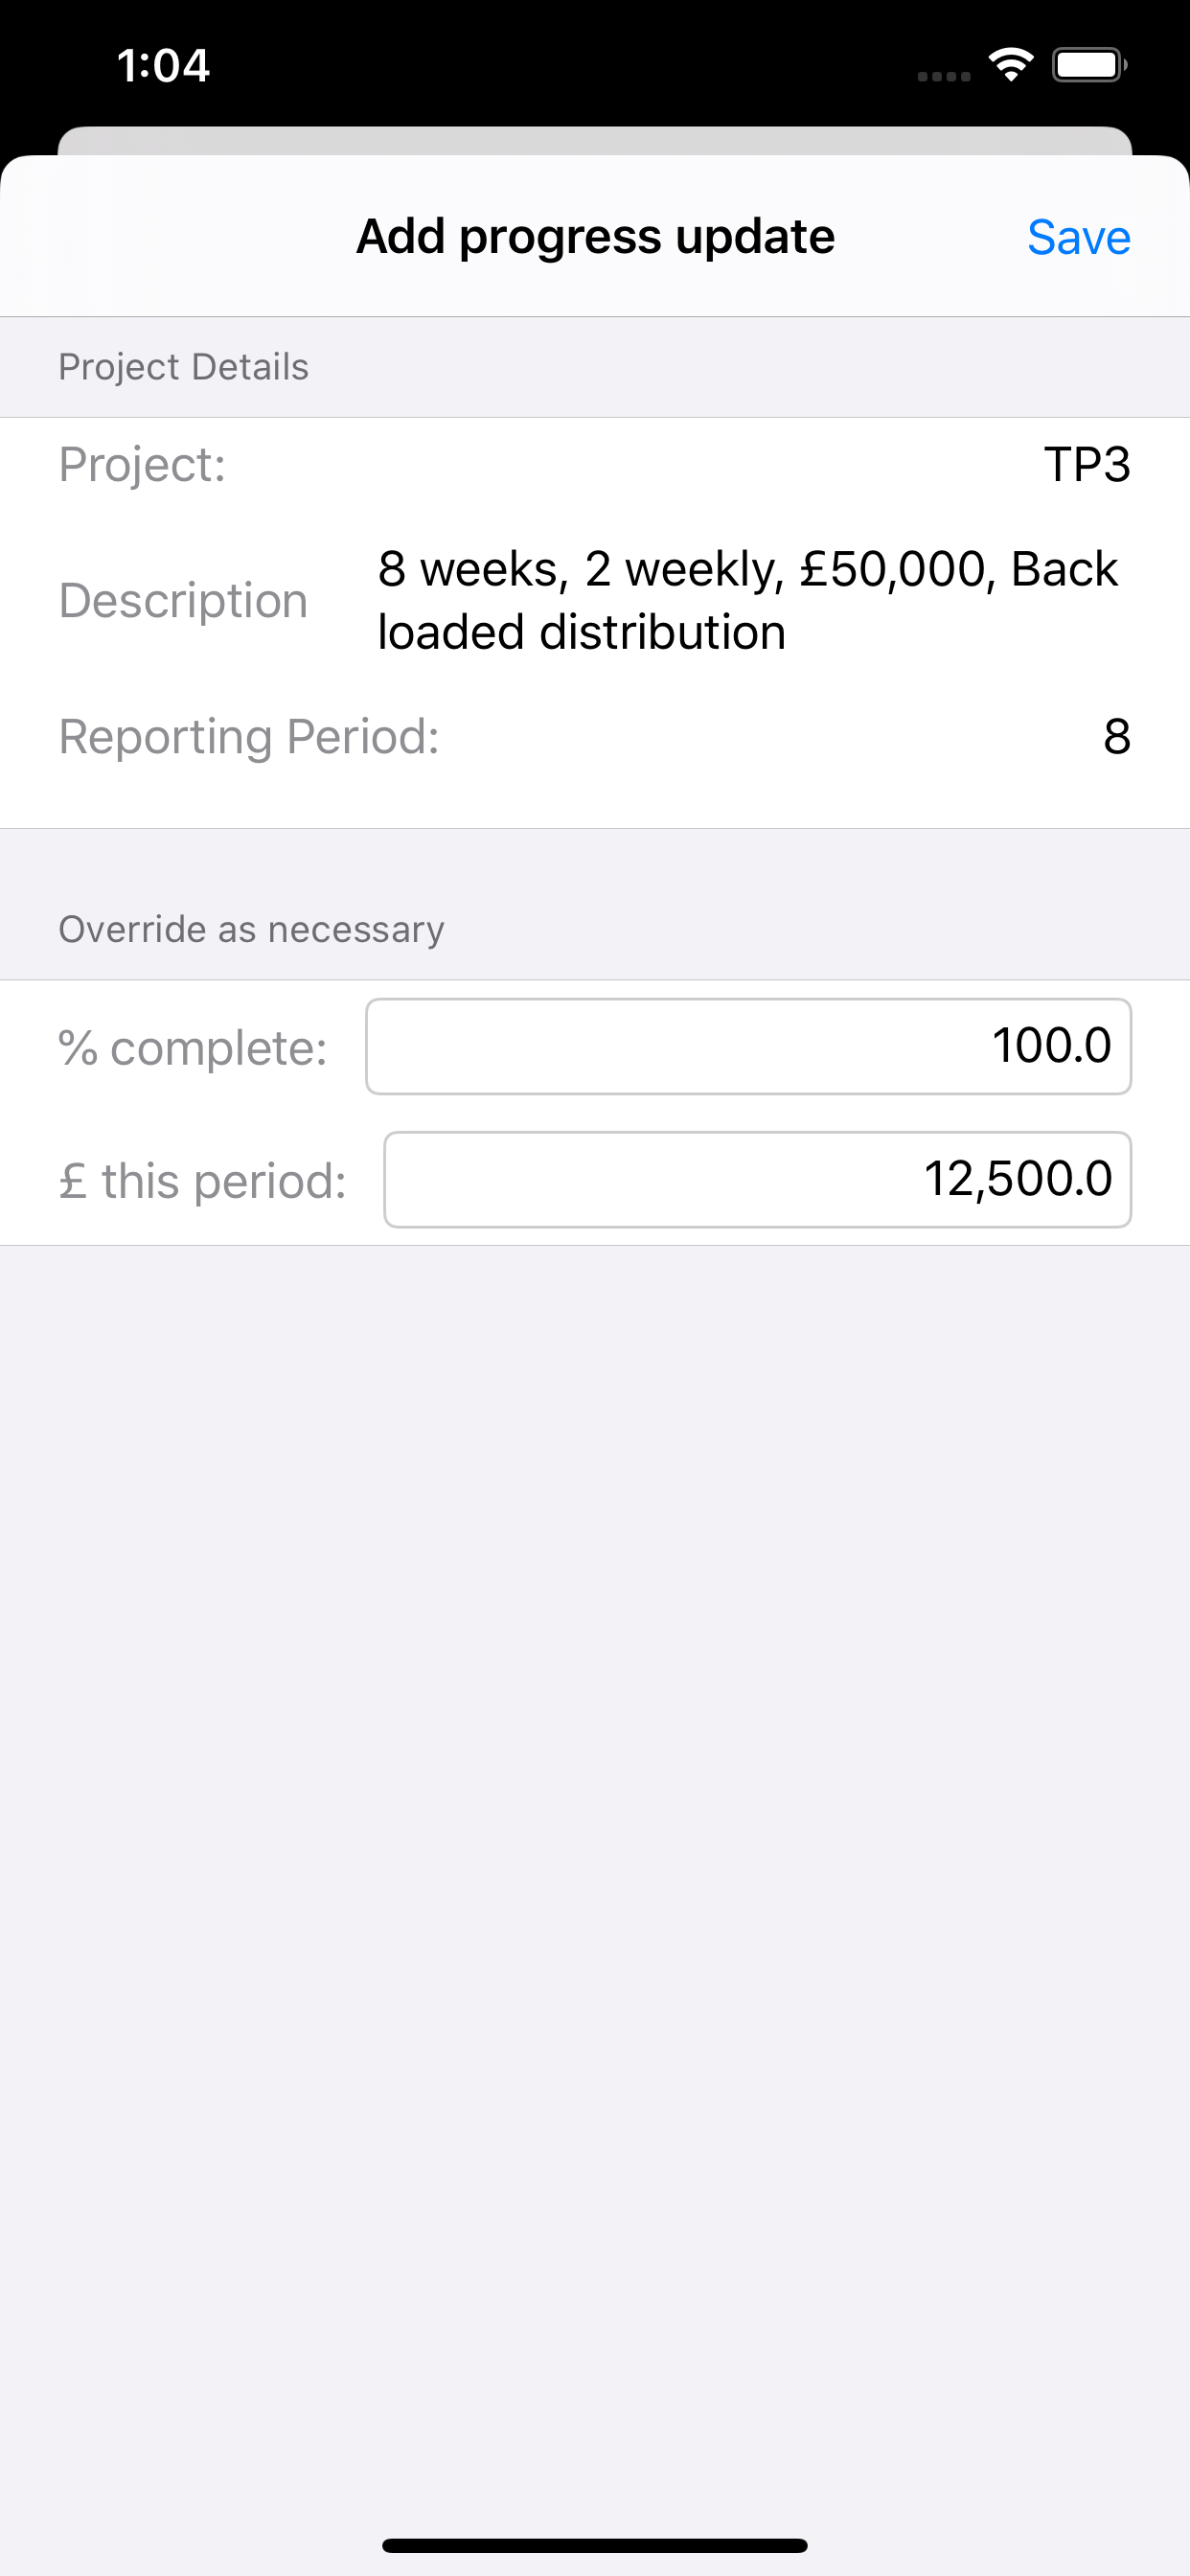 1:04
Add progress update
Save
Project Details
Project:
TP3
Description
8 weeks, 2 weekly, £50,000, Back
loaded distribution
Reporting Period:
8
Override as necessary
% complete:
100.0
£ this period:
12,500.0